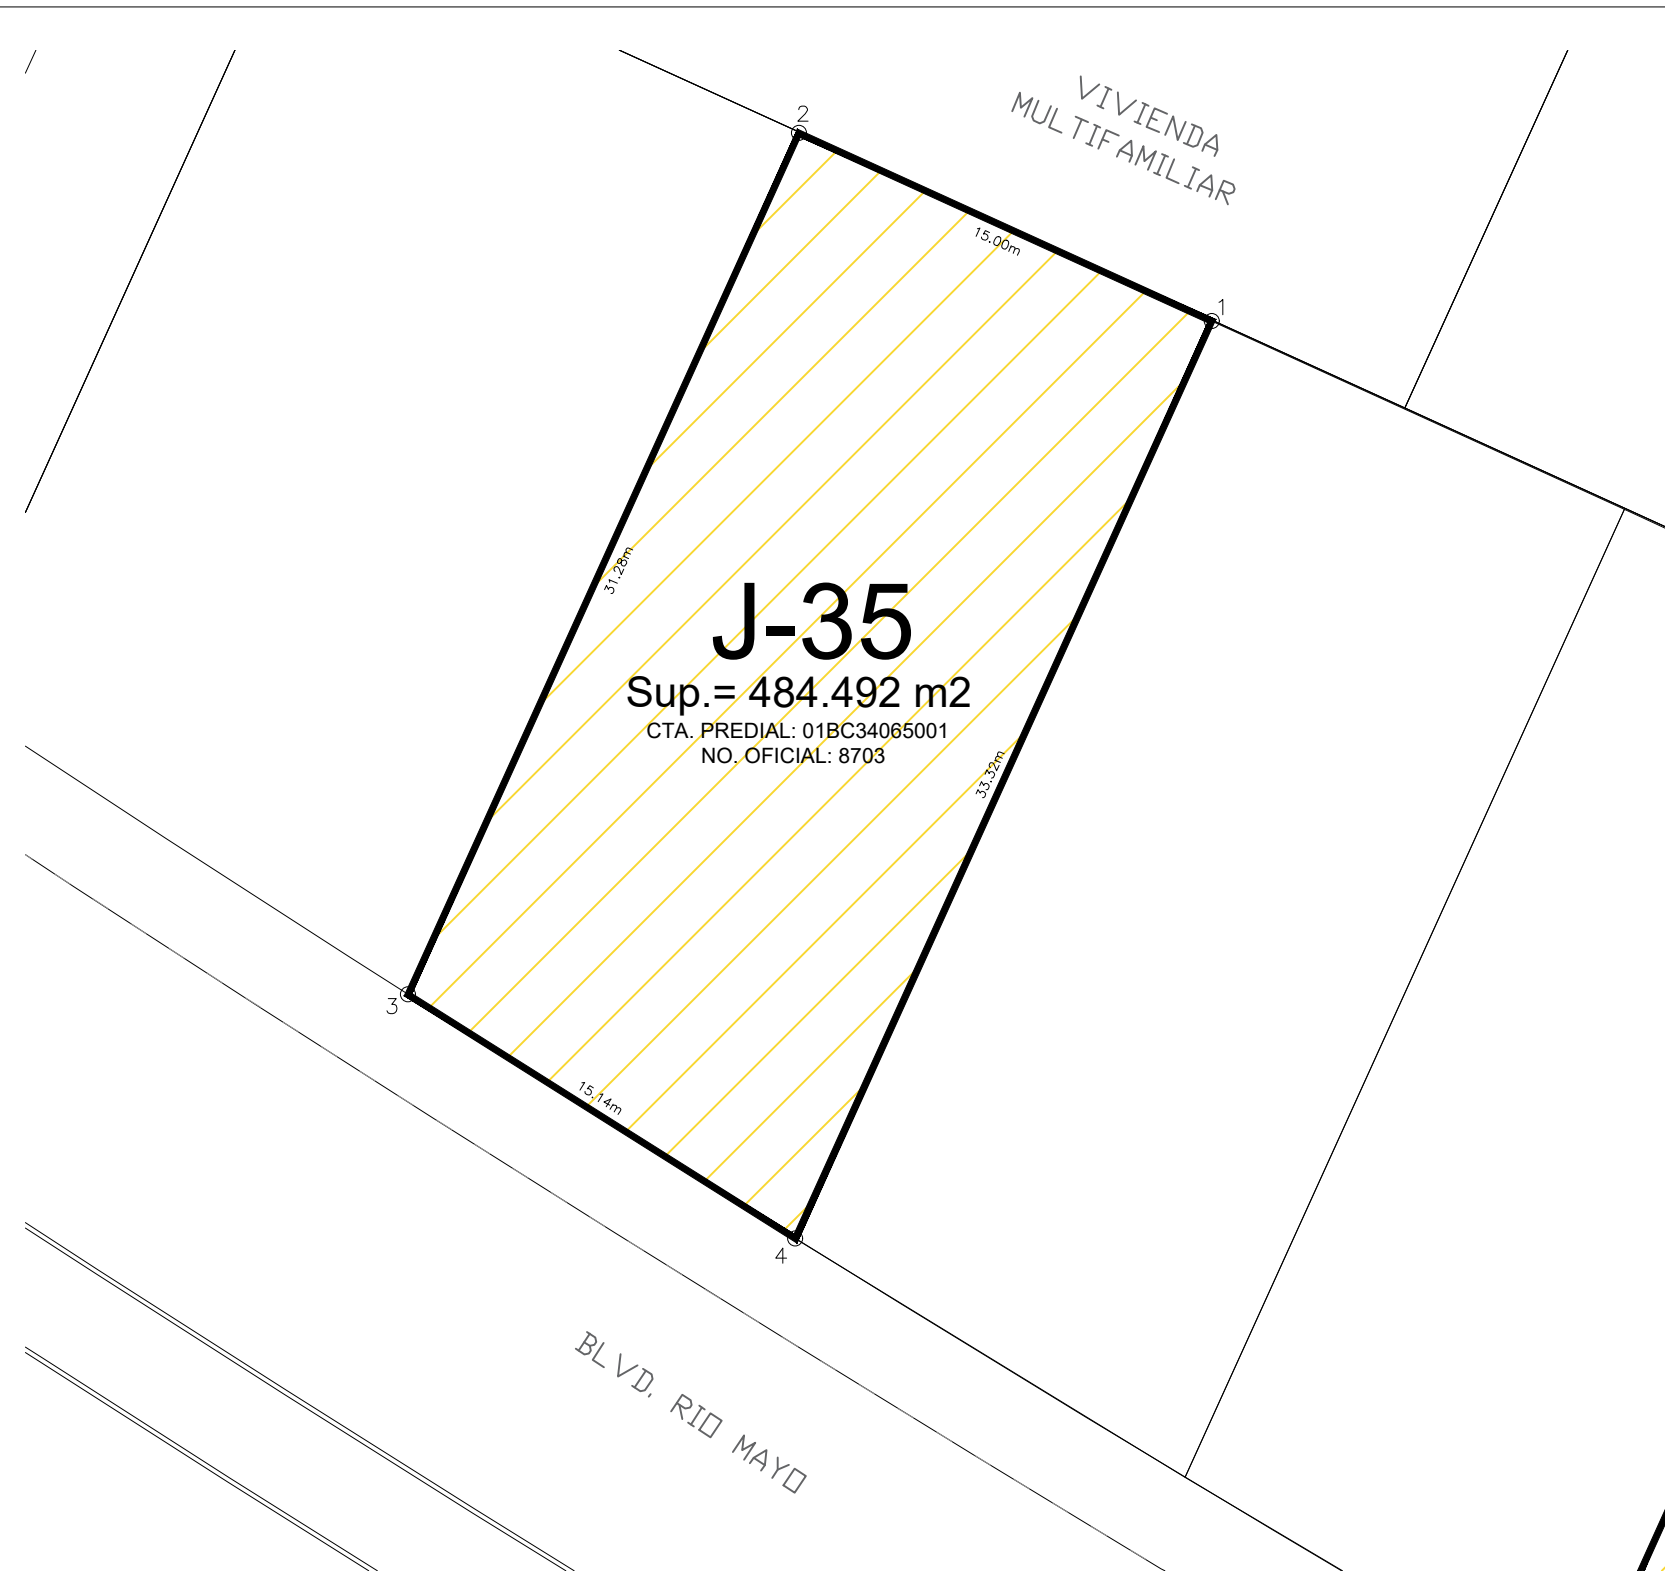 VIVIENDA
MULTIFAMILIAR
2
1
15.00m
31.28m
J-35
Sup.= 484.492 m2
CTA. PREDIAL: 01BC34065001
NO. OFICIAL: 8703
33.32m
3
15.14m
4
BLVD. RIO MAYO